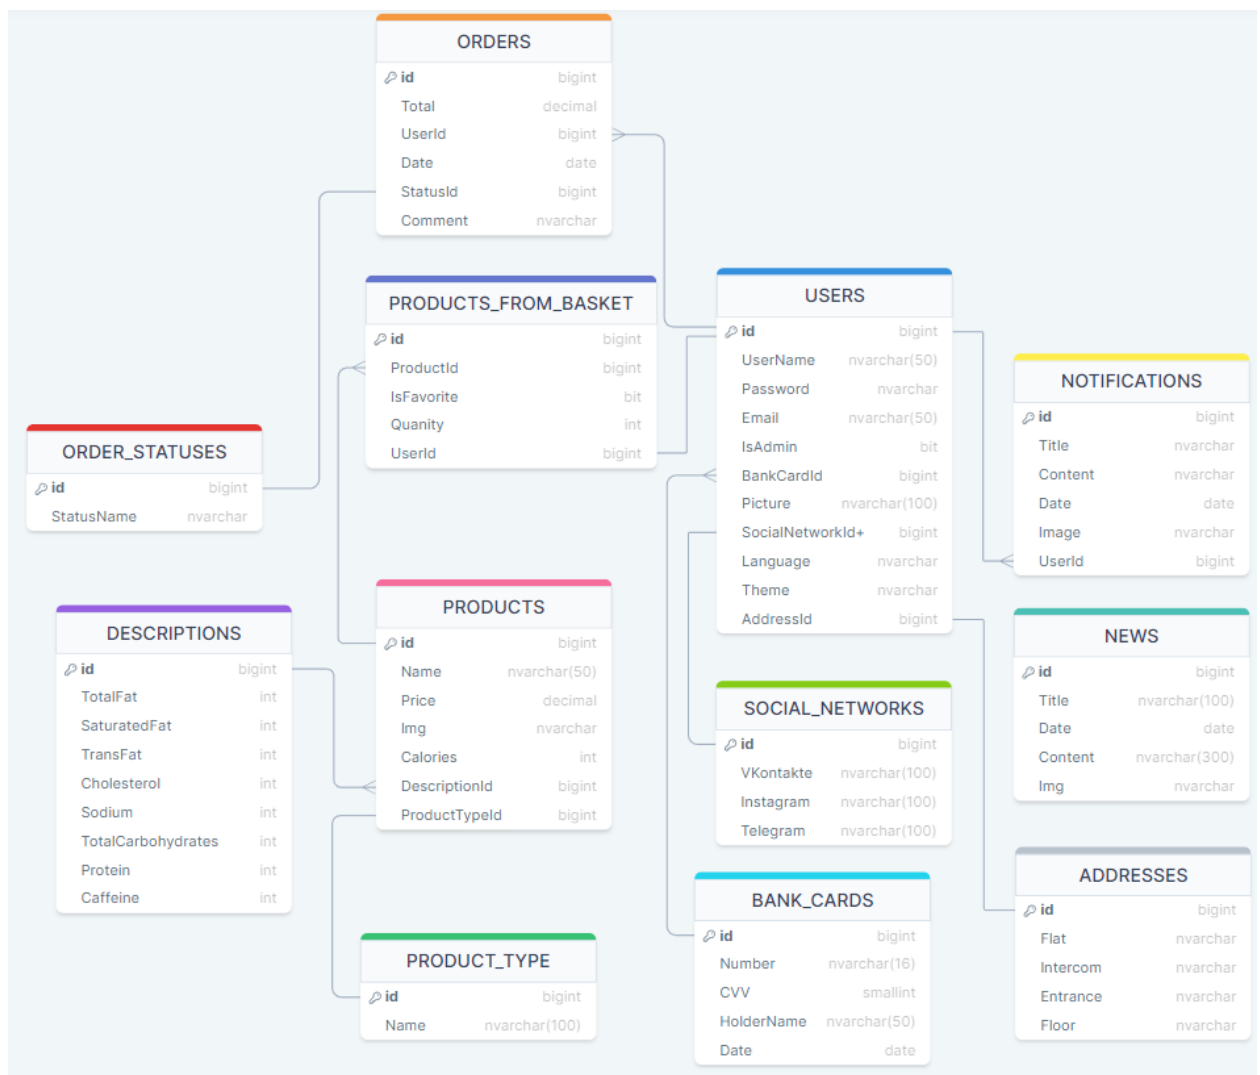 ORDERS
id bigint
Total decimal
UserId bigint
Date date
StatusId bigint
Comment nvarchar
PRODUCTS_FROM_BASKET
id bigint
ProductId bigint
IsFavorite bit
Quanity int
UserId bigint
USERS
id bigint
UserName nvarchar(50)
Password nvarchar
Email nvarchar(50)
IsAdmin bit
BankCardId bigint
Picture nvarchar(100)
SocialNetworkId+ bigint
Language nvarchar
Theme nvarchar
AddressId bigint
NOTIFICATIONS
id bigint
Title nvarchar
Content nvarchar
Date date
Image nvarchar
UserId bigint
ORDER_STATUSES
id bigint
StatusName nvarchar
PRODUCTS
id bigint
Name nvarchar(50)
Price decimal
Img nvarchar
Calories int
DescriptionId bigint
ProductTypeId bigint
DESCRIPTIONS
id bigint
TotalFat int
SaturatedFat int
TransFat int
Cholesterol int
Sodium int
TotalCarbohydrates int
Protein int
Caffeine int
NEWS
id bigint
Title nvarchar(100)
Date date
Content nvarchar(300)
Img nvarchar
SOCIAL_NETWORKS
id bigint
VKontakte nvarchar(100)
Instagram nvarchar(100)
Telegram nvarchar(100)
ADDRESSES
id bigint
Flat nvarchar
Intercom nvarchar
Entrance nvarchar
Floor nvarchar
BANK_CARDS
id bigint
Number nvarchar(16)
CVV smallint
HolderName nvarchar(50)
Date date
PRODUCT_TYPE
id bigint
Name nvarchar(100)